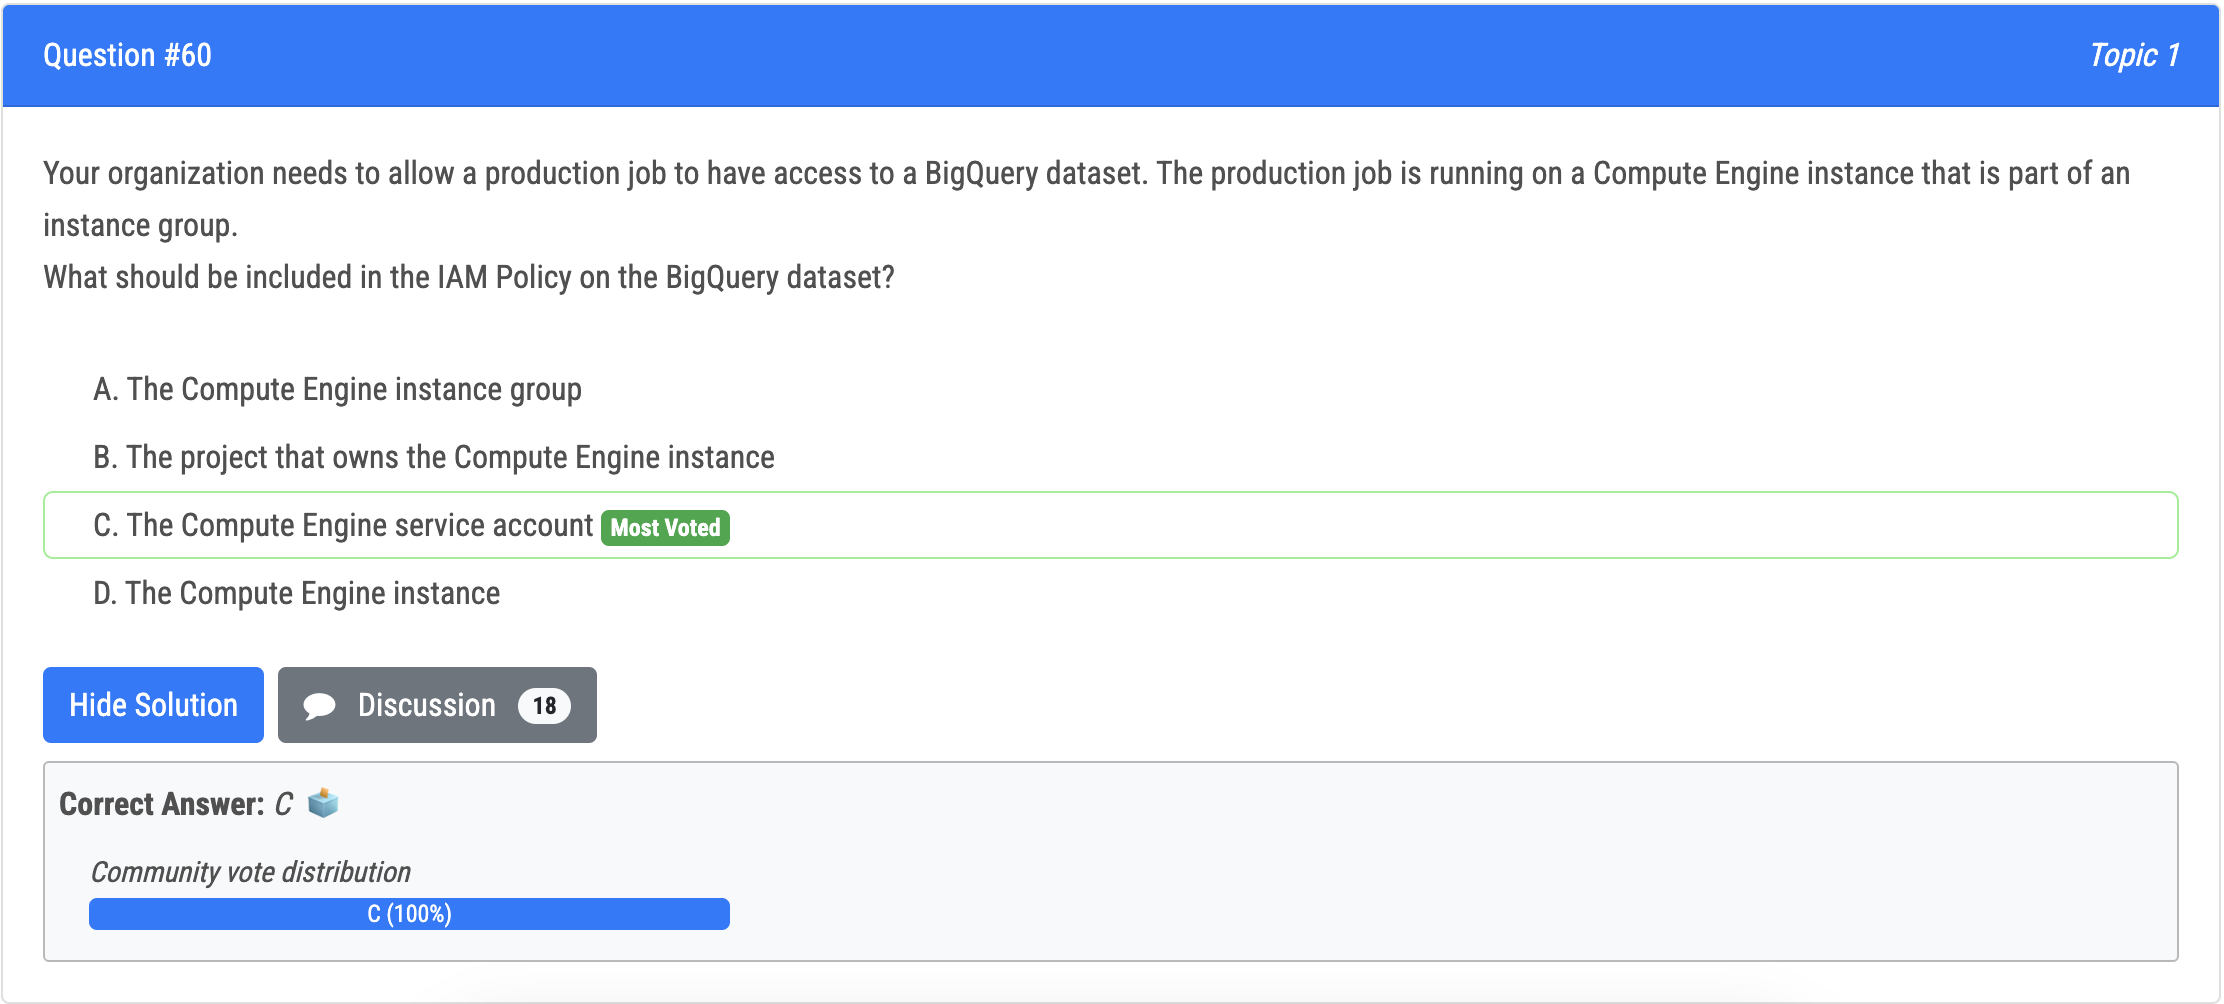 Question #60
Topic 1
Your organization needs to allow a production job to have access to a BigQuery dataset. The production job is running on a Compute Engine instance that is part of an
instance group.
What should be included in the IAM Policy on the BigQuery dataset?
A. The Compute Engine instance group
B. The project that owns the Compute Engine instance
C. The Compute Engine service account Most Voted
D. The Compute Engine instance
Hide Solution
Discussion 18
Correct Answer: C
Community vote distribution
C (100%)